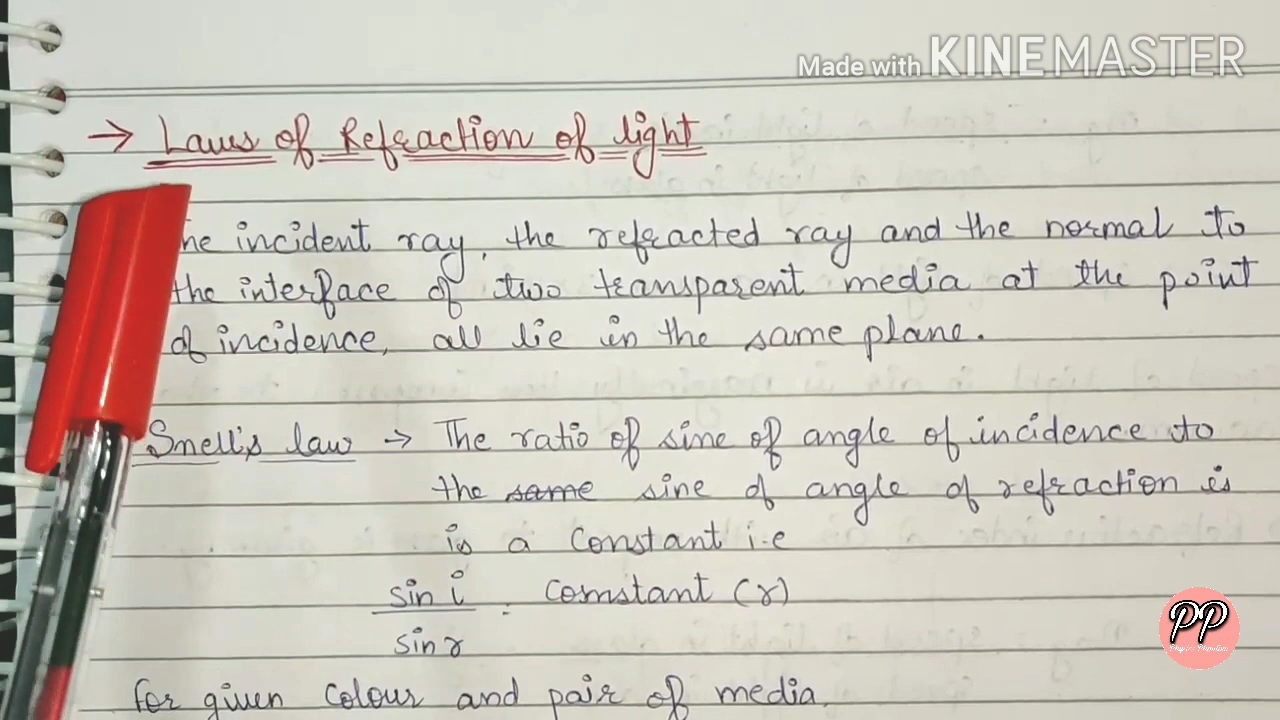 Made with KINEMASTER
→ Laws of Refraction of light
he incident ray, the refracted ray and the normal to
the interface of two transparent media at the point
of incidence, all lie in the same plane.
Snell's law → The ratio of sine of angle of incidence to
the same sine of angle of refraction is
is a constant i.e
sin i
sin r
= constant (r)
for given colour and pair of media.
PP